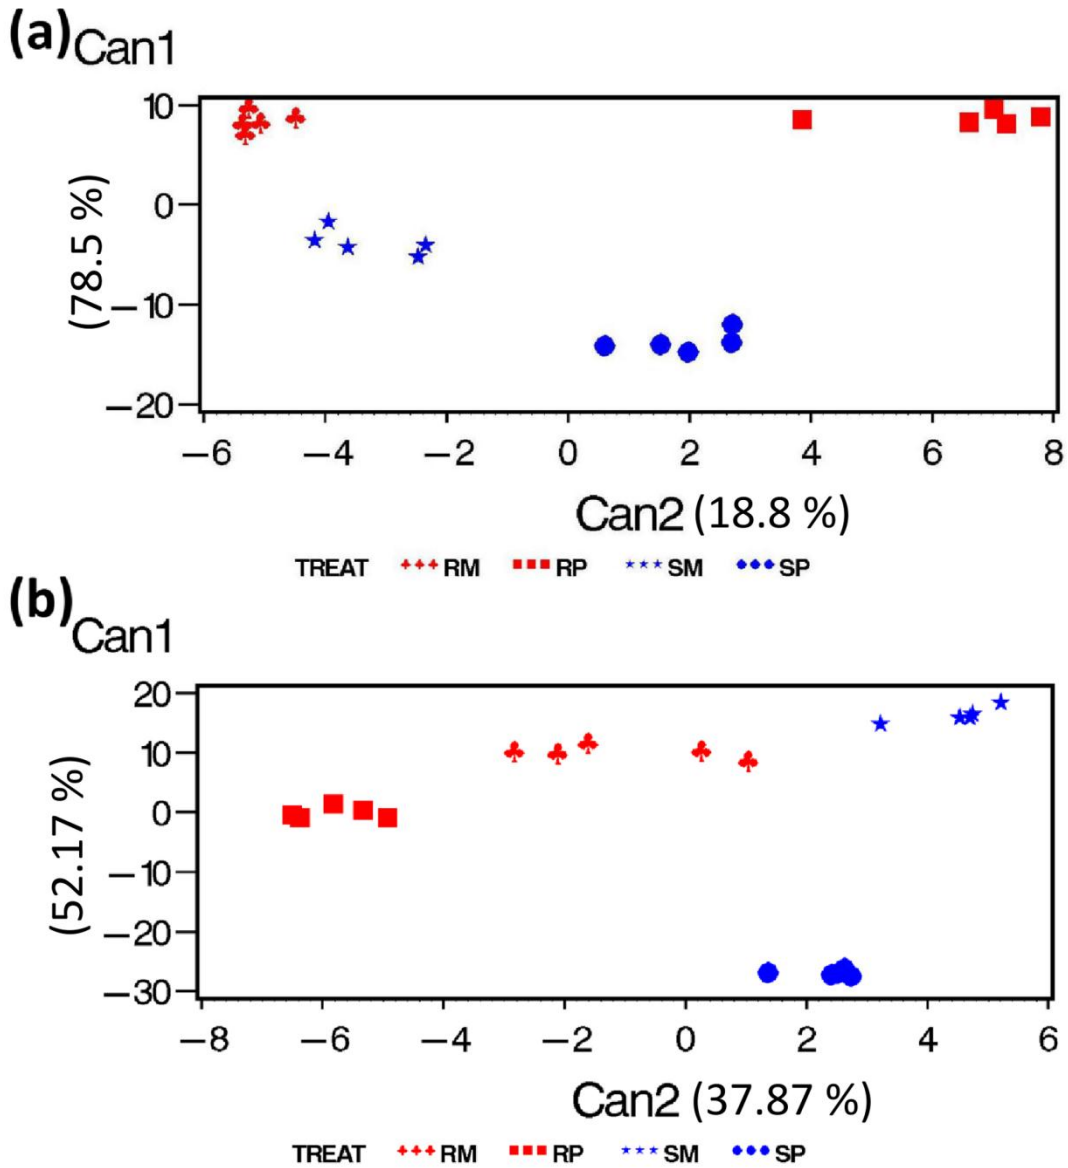 (a) Can1
10
0
−10
−20
(78.5 %)
−6 −4 −2 0 2 4 6 8
Can2 (18.8 %)
TREAT RM RP SM SP
(b) Can1
20
10
0
−10
−20
−30
(52.17 %)
−8 −6 −4 −2 0 2 4 6
Can2 (37.87 %)
TREAT RM RP SM SP